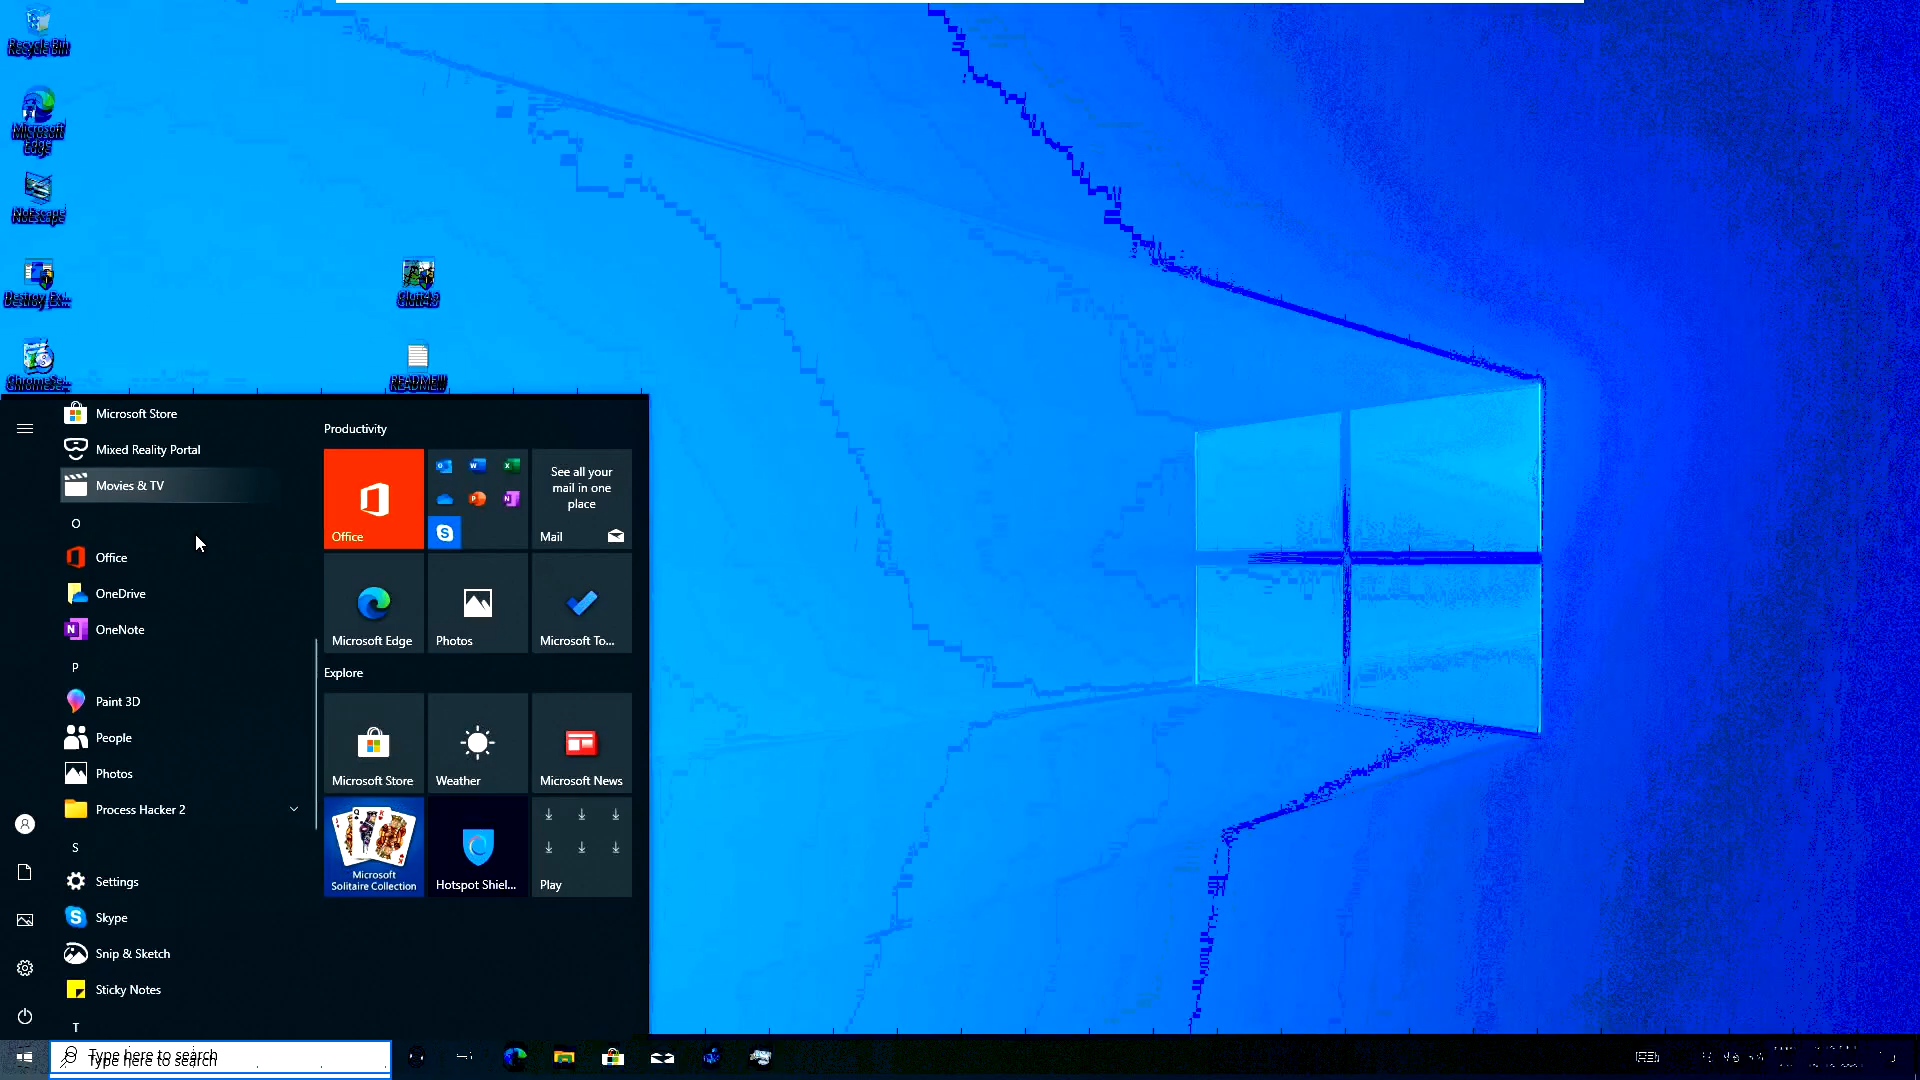 Recycle Bin
Microsoft
Edge
NoEscape
Destroy Ex...
ChromeSe...
README!!!
Microsoft Store
Mixed Reality Portal
Movies & TV
O
Office
OneDrive
OneNote
P
Paint 3D
People
Photos
Process Hacker 2
S
Settings
Skype
Snip & Sketch
Sticky Notes
T
Productivity
Office
See all your
mail in one
place
Mail
Microsoft Edge
Photos
Microsoft To...
Explore
Microsoft Store
Weather
Microsoft News
Microsoft
Solitaire Collection
Hotspot Shiel...
Play
Type here to search